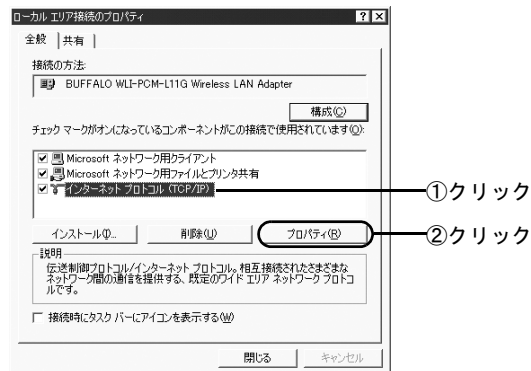 ローカル エリア接続のプロパティ
全般 共有
接続の方法:
BUFFALO WLI-PCM-L11G Wireless LAN Adapter
構成(C)
チェック マークがオンになっているコンポーネントがこの接続で使用されています(O):
Microsoft ネットワーク用クライアント
Microsoft ネットワーク用ファイルとプリンタ共有
インターネット プロトコル (TCP/IP)
①クリック
インストール(I)... 削除(U) プロパティ(R)
②クリック
説明
伝送制御プロトコル/インターネット プロトコル。相互接続されたさまざまな
ネットワーク間の通信を提供する、既定のワイド エリア ネットワーク プロトコ
ルです。
接続時にタスク バーにアイコンを表示する(W)
閉じる キャンセル